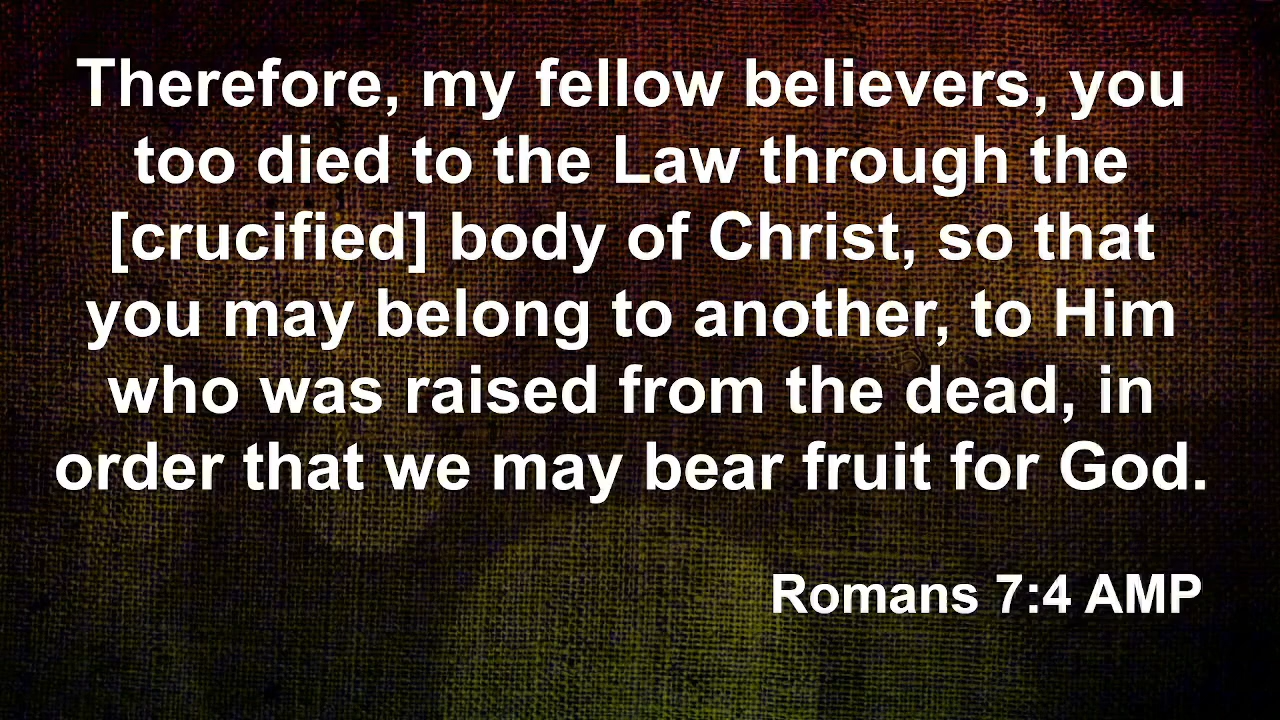 Therefore, my fellow believers, you
too died to the Law through the
[crucified] body of Christ, so that
you may belong to another, to Him
who was raised from the dead, in
order that we may bear fruit for God.
Romans 7:4 AMP